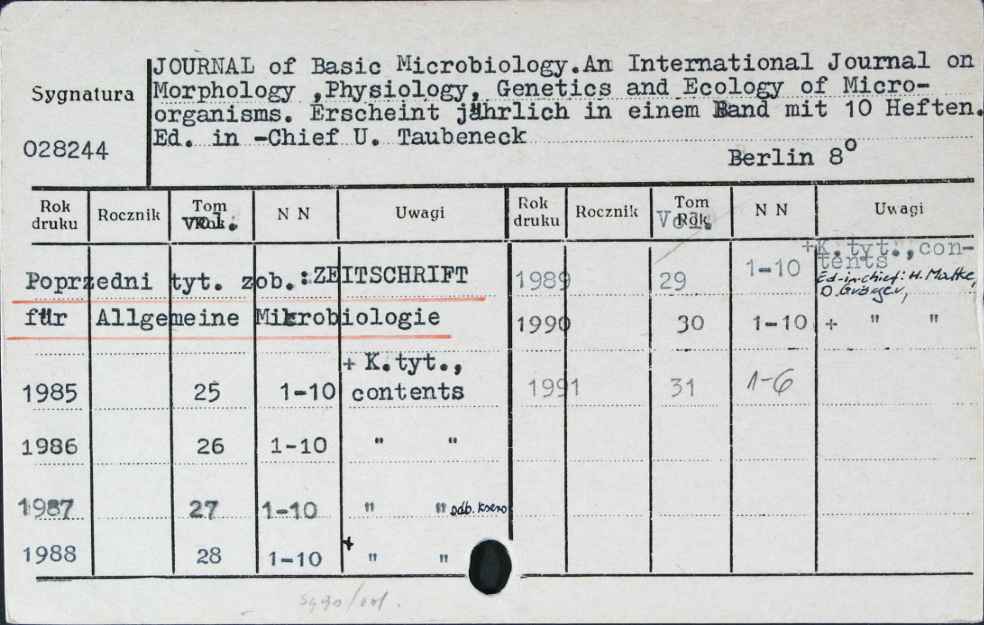 JOURNAL of Basic Microbiology.An International Journal on
Sygnatura Morphology ,Physiology, Genetics and Ecology of Micro-
organisms. Erscheint jährlich in einem Band mit 10 Heften.
028244 Ed. in -Chief U. Taubeneck
Berlin 8º
Rok druku Rocznik Tom Vol. N N Uwagi Rok druku Rocznik Tom Vol. N N Uwagi
Poprzedni tyt. zob.:ZEITSCHRIFT
für Allgemeine Mikrobiologie
1985 25 1-10 + K.tyt., contents
1986 26 1-10 " "
1987 27 1-10 " " odb. ksero
1988 28 1-10 + " "
1989 29 1-10 +K.tyt.,contents
Ed-in-chief: H. Matke,
D. Gröger,
1990 30 1-10 + " "
1991 31 1-6